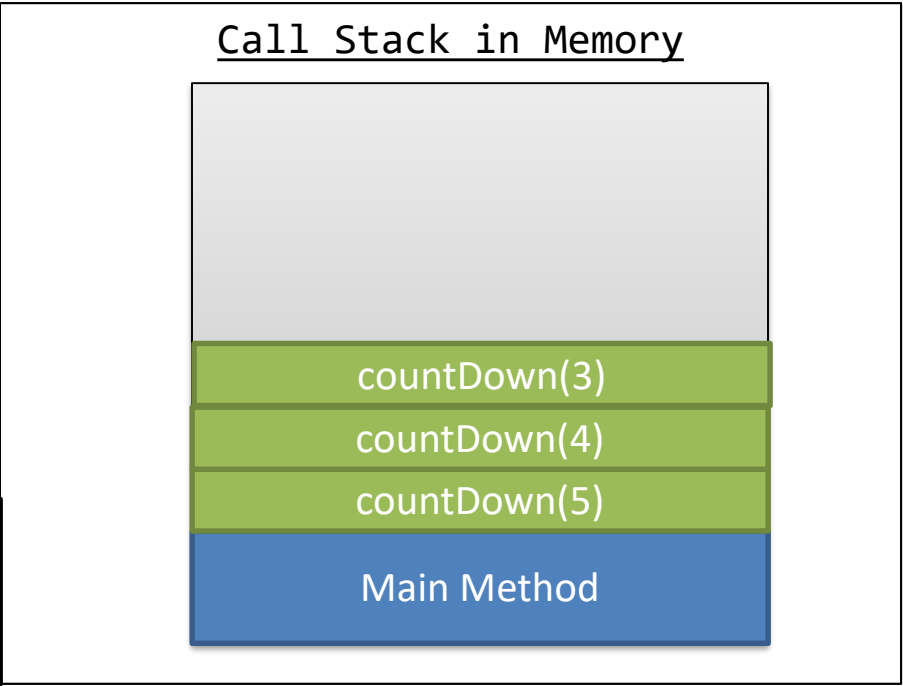 Call Stack in Memory
countDown(3)
countDown(4)
countDown(5)
Main Method